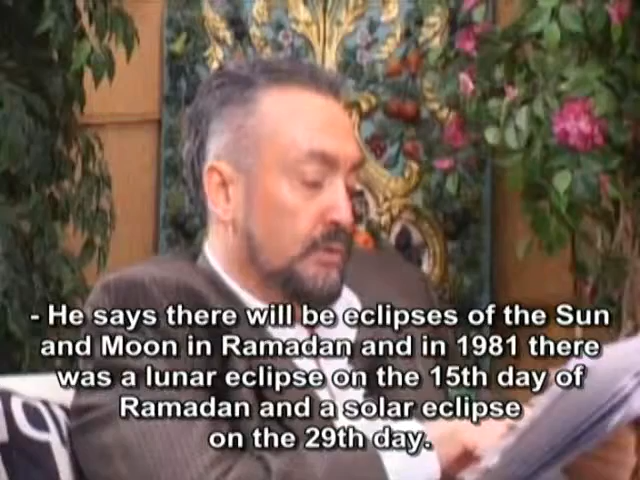 - He says there will be eclipses of the Sun
and Moon in Ramadan and in 1981 there
was a lunar eclipse on the 15th day of
Ramadan and a solar eclipse
on the 29th day.